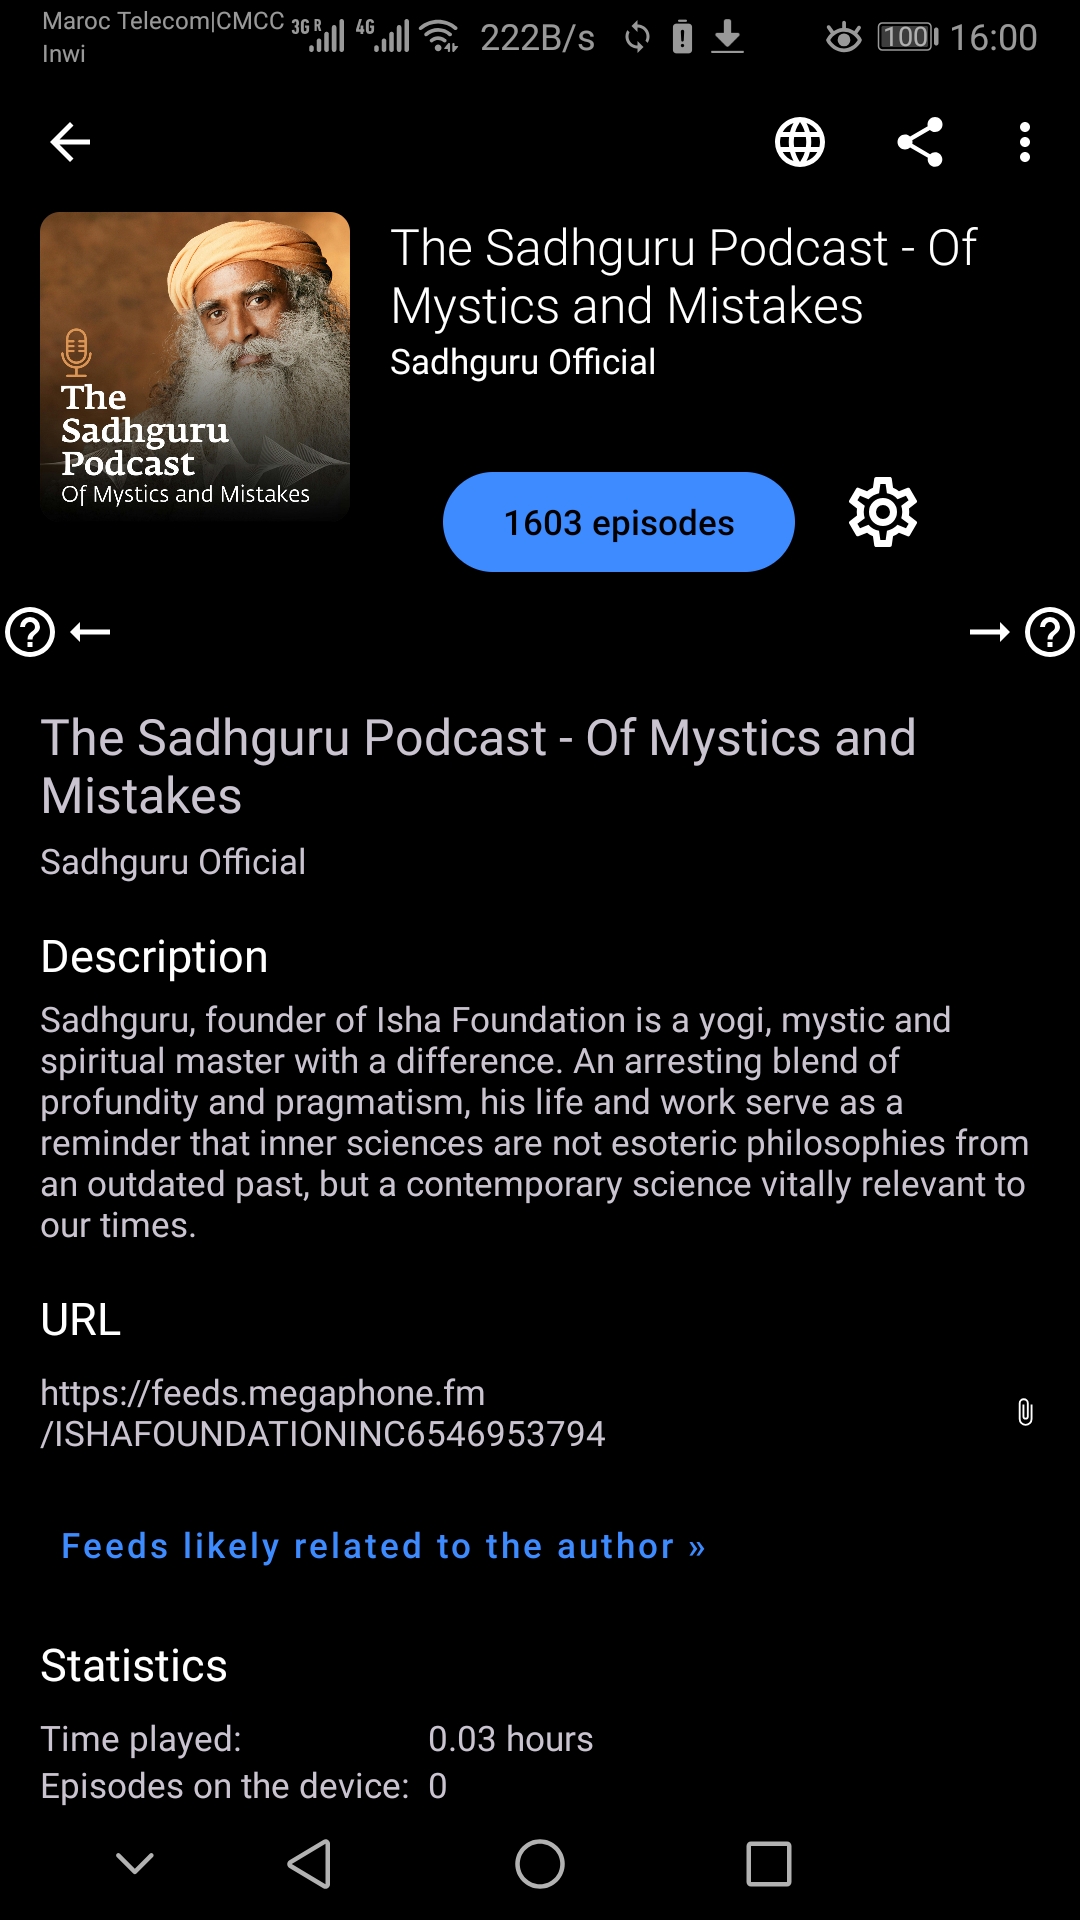 Maroc Telecom|CMCC
Inwi
3G R 4G 222B/s 100 16:00
The Sadhguru Podcast - Of
Mystics and Mistakes
Sadhguru Official
The
Sadhguru
Podcast
Of Mystics and Mistakes
1603 episodes
The Sadhguru Podcast - Of Mystics and
Mistakes
Sadhguru Official
Description
Sadhguru, founder of Isha Foundation is a yogi, mystic and
spiritual master with a difference. An arresting blend of
profundity and pragmatism, his life and work serve as a
reminder that inner sciences are not esoteric philosophies from
an outdated past, but a contemporary science vitally relevant to
our times.
URL
https://feeds.megaphone.fm
/ISHAFOUNDATIONINC6546953794
Feeds likely related to the author »
Statistics
Time played: 0.03 hours
Episodes on the device: 0